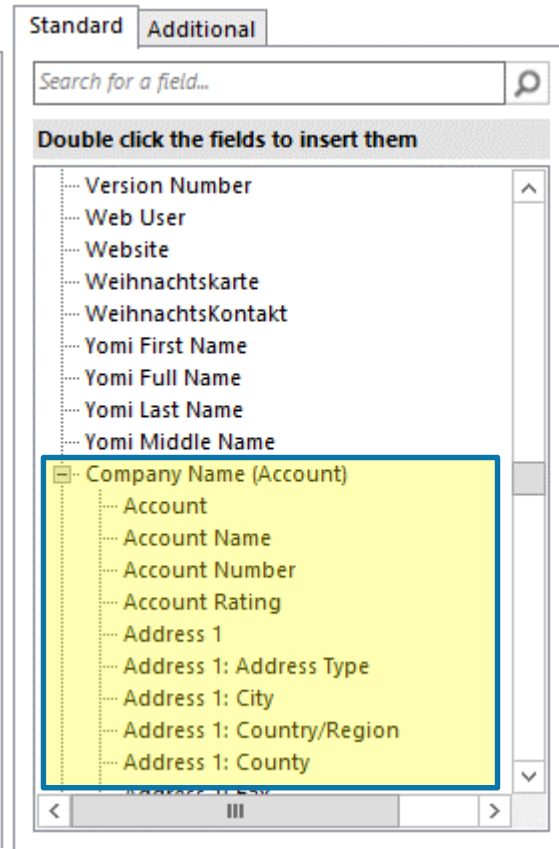 Standard
Additional
Search for a field...
Double click the fields to insert them
Version Number
Web User
Website
Weihnachtskarte
WeihnachtsKontakt
Yomi First Name
Yomi Full Name
Yomi Last Name
Yomi Middle Name
Company Name (Account)
Account
Account Name
Account Number
Account Rating
Address 1
Address 1: Address Type
Address 1: City
Address 1: Country/Region
Address 1: County
Address 1: Fax